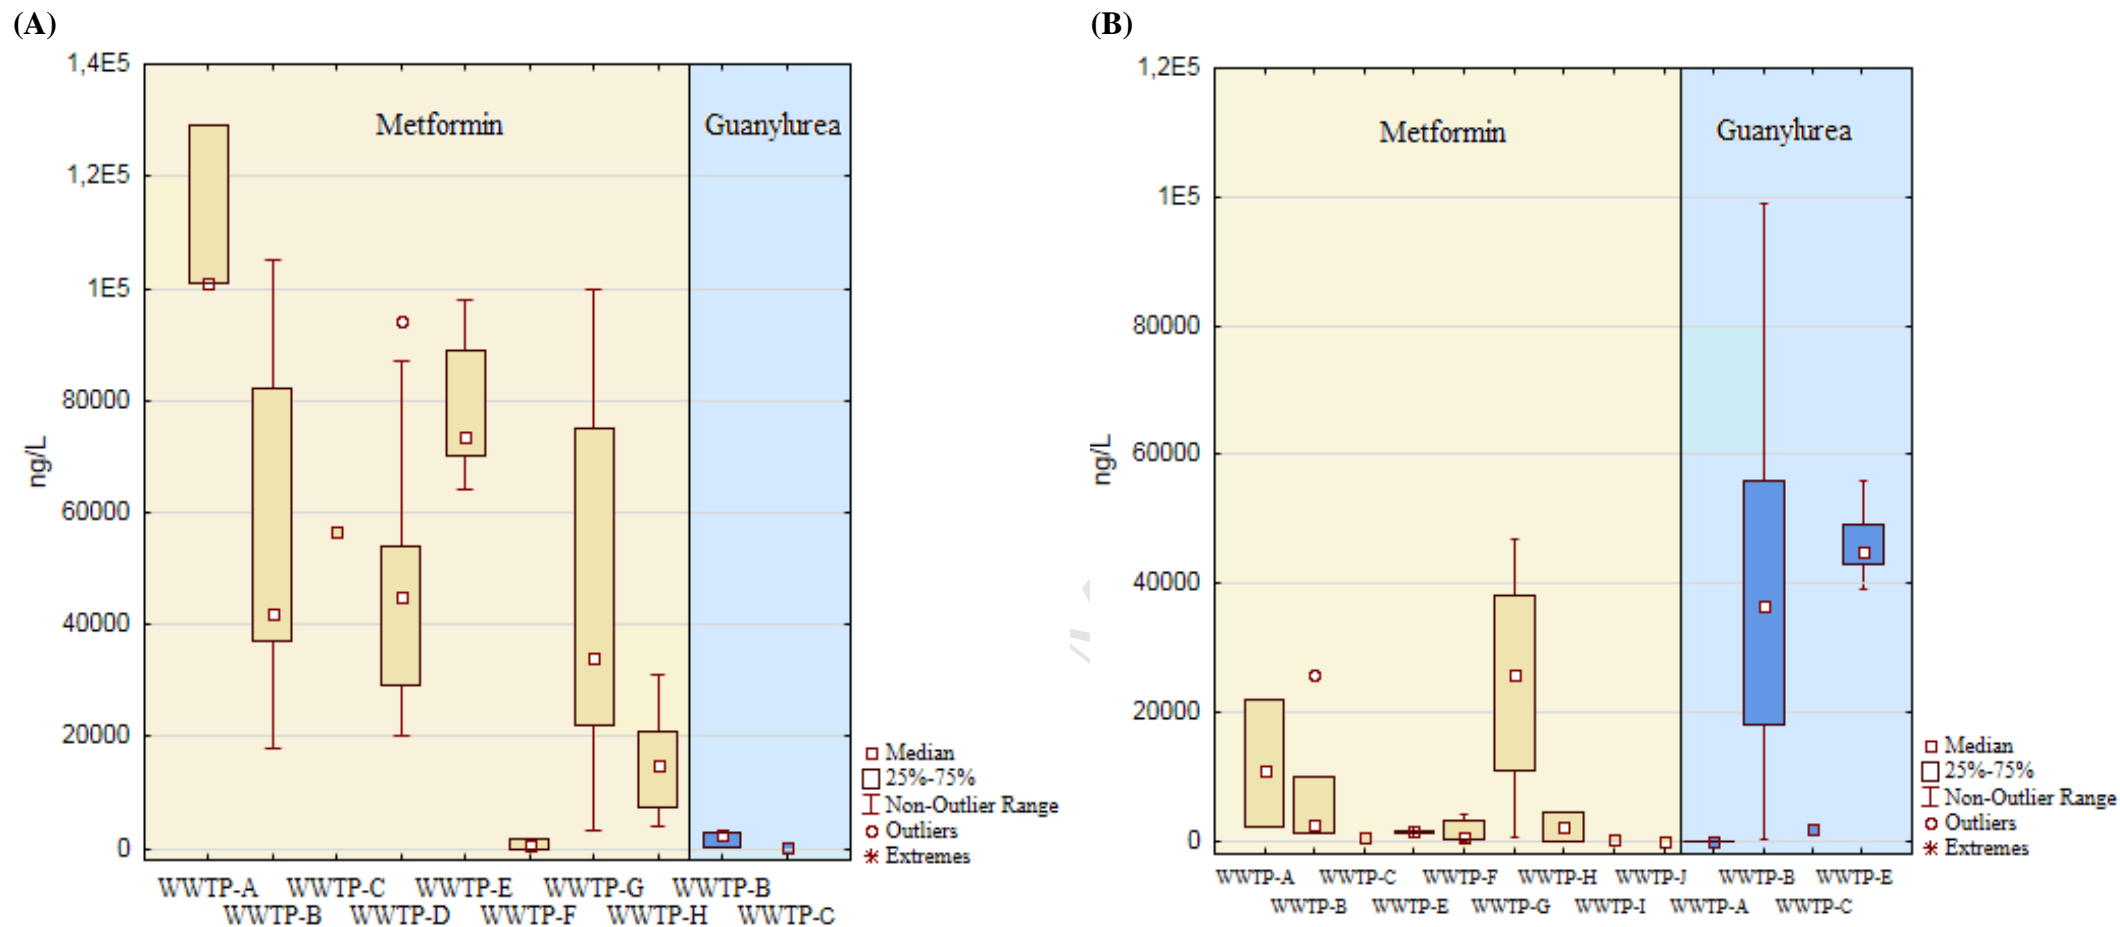 (A)
1,4E5
1,2E5
1E5
80000
60000
40000
20000
0
ng/L
Metformin
Guanylurea
WWTP-A
WWTP-C
WWTP-E
WWTP-G
WWTP-B
WWTP-B
WWTP-D
WWTP-F
WWTP-H
WWTP-C
Median
25%-75%
Non-Outlier Range
Outliers
Extremes
(B)
1,2E5
1E5
80000
60000
40000
20000
0
ng/L
Metformin
Guanylurea
WWTP-A
WWTP-C
WWTP-F
WWTP-H
WWTP-J
WWTP-B
WWTP-E
WWTP-B
WWTP-E
WWTP-G
WWTP-I
WWTP-A
WWTP-C
Median
25%-75%
Non-Outlier Range
Outliers
Extremes